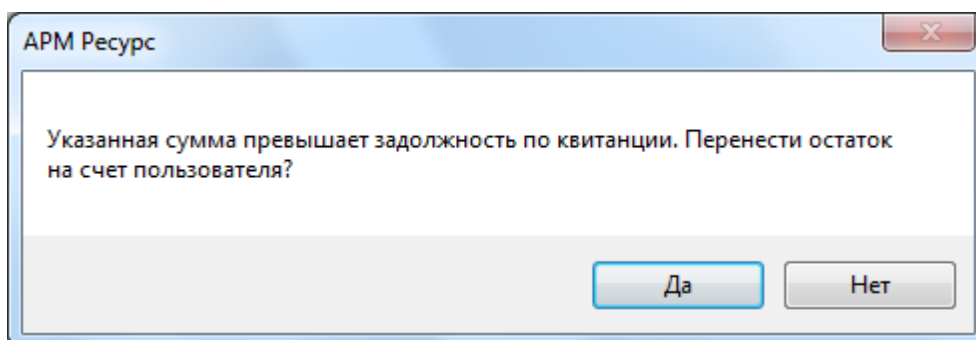 АРМ Ресурс
Указанная сумма превышает задолжность по квитанции. Перенести остаток
на счет пользователя?
Да
Нет